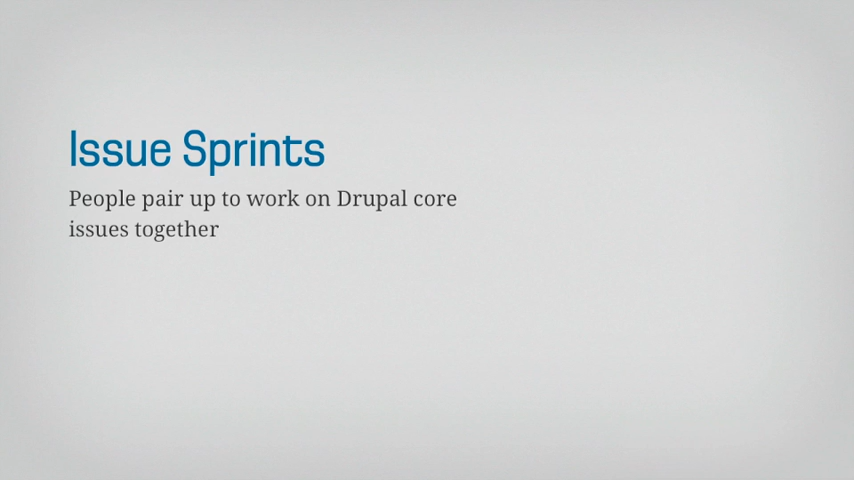 Issue Sprints
People pair up to work on Drupal core
issues together